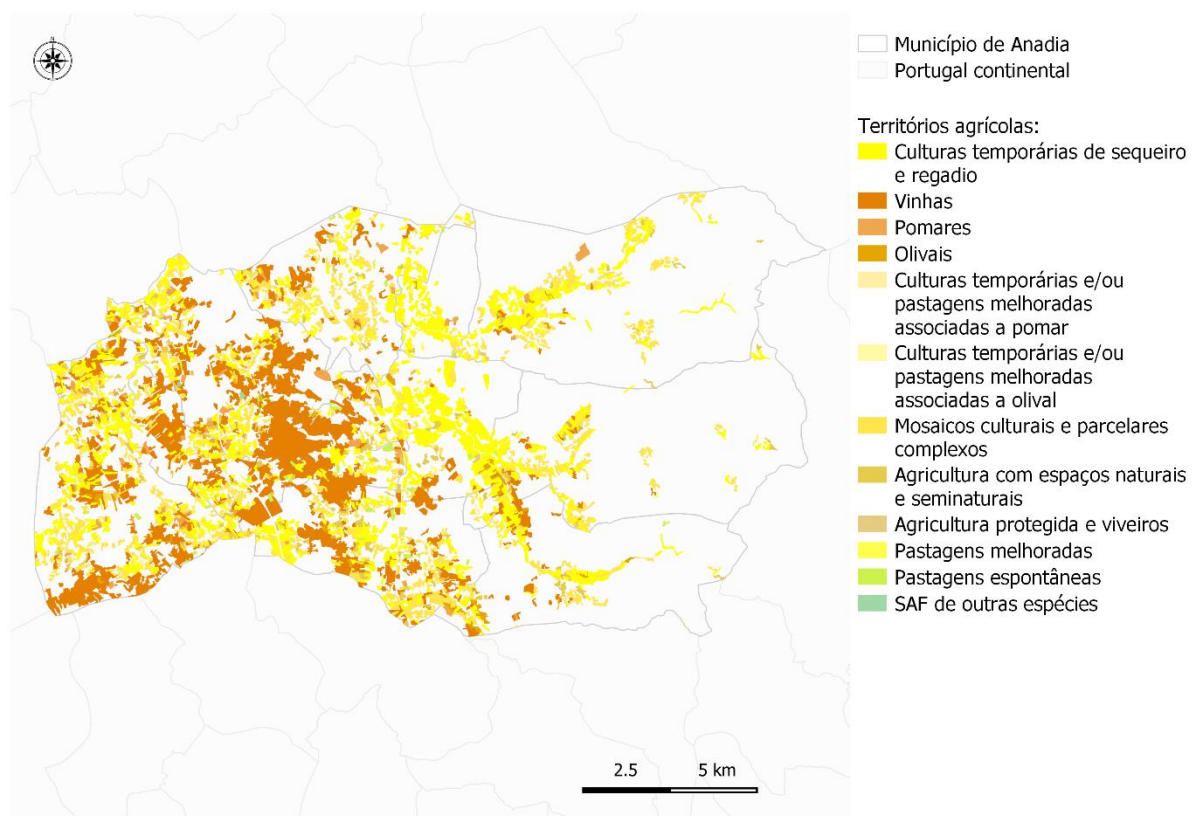 N
Município de Anadia
Portugal continental
Territórios agrícolas:
Culturas temporárias de sequeiro
e regadio
Vinhas
Pomares
Olivais
Culturas temporárias e/ou
pastagens melhoradas
associadas a pomar
Culturas temporárias e/ou
pastagens melhoradas
associadas a olival
Mosaicos culturais e parcelares
complexos
Agricultura com espaços naturais
e seminaturais
Agricultura protegida e viveiros
Pastagens melhoradas
Pastagens espontâneas
SAF de outras espécies
2.5 5 km